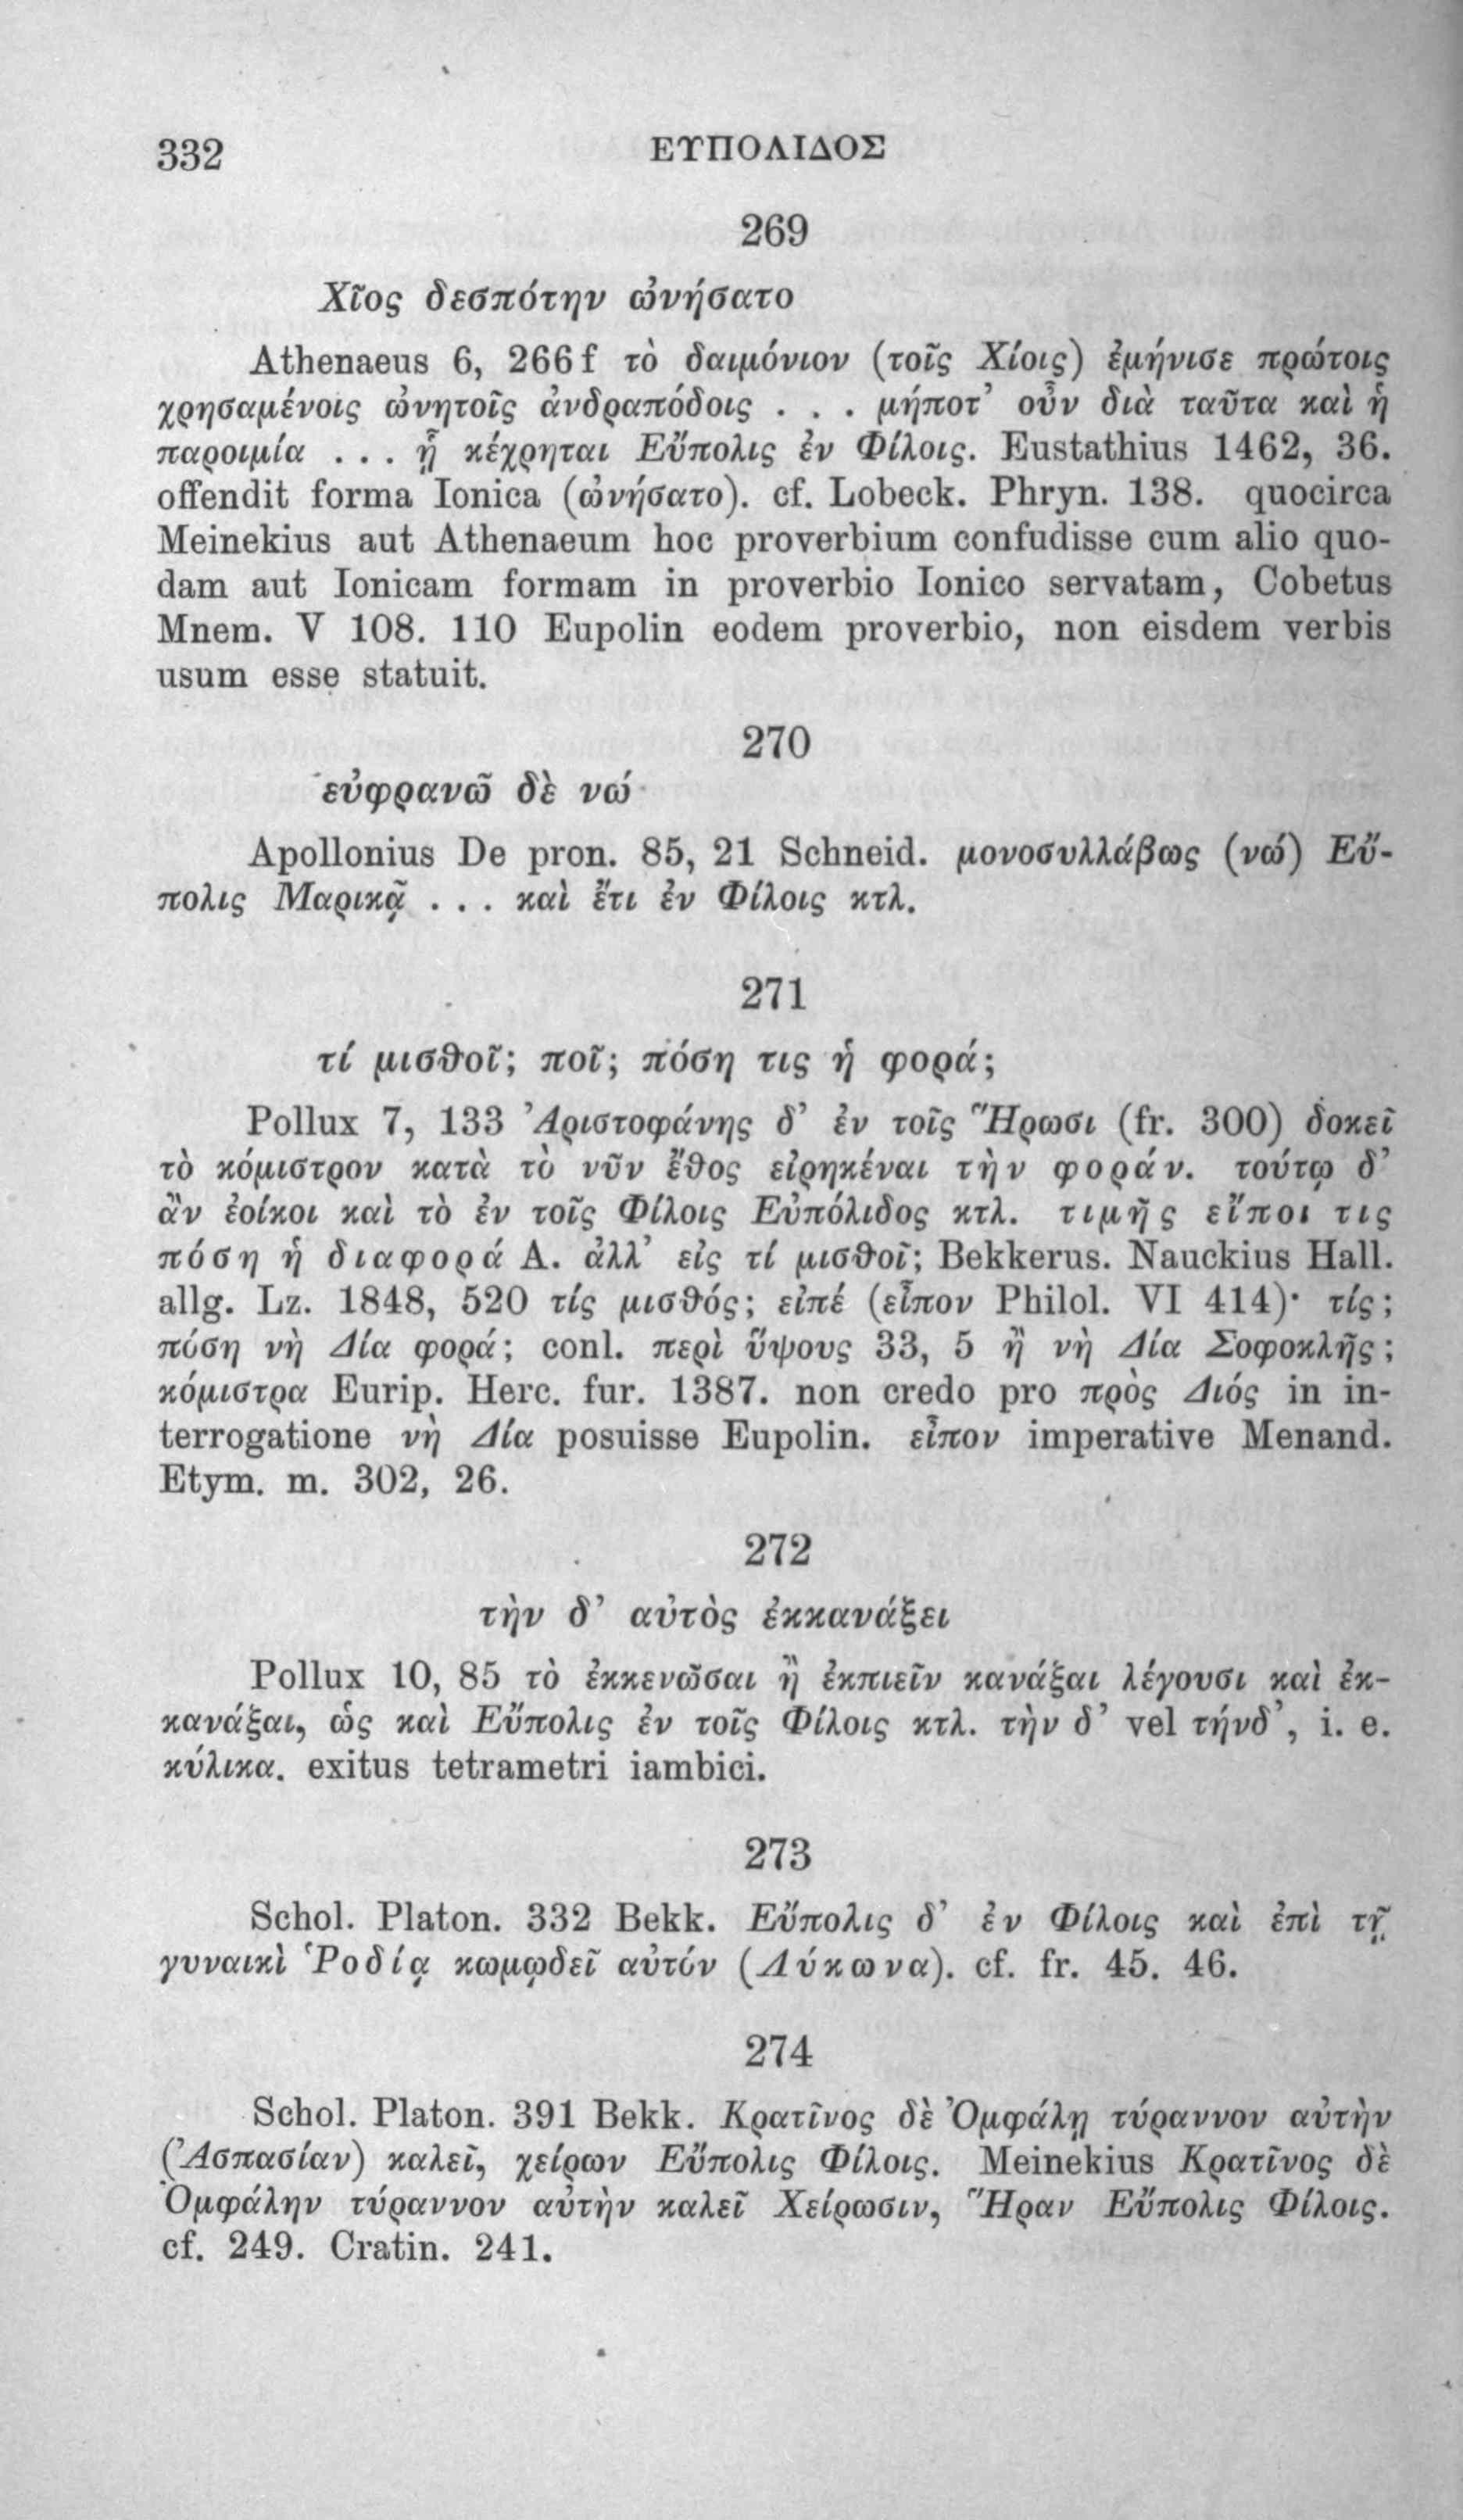 332
ΕΥΠΟΛΙΔΟΣ
269
Χῖος δεσπότην ὠνήσατο
Athenaeus 6, 266 f τὸ δαιμόνιον (τοῖς Χίοις) ἐμήνισε πρώτοις
χρησαμένοις ὠνητοῖς ἀνδραπόδοις . . . μήποτ’ οὖν διὰ ταῦτα καὶ ἡ
παροιμία . . . ᾗ κέχρηται Εὔπολις ἐν Φίλοις. Eustathius 1462, 36.
offendit forma Ionica (ὠνήσατο). cf. Lobeck. Phryn. 138. quocirca
Meinekius aut Athenaeum hoc proverbium confudisse cum alio quo-
dam aut Ionicam formam in proverbio Ionico servatam, Cobetus
Mnem. V 108. 110 Eupolin eodem proverbio, non eisdem verbis
usum esse statuit.
270
εὐφρανῶ δὲ νώ
Apollonius De pron. 85, 21 Schneid. μονοσυλλάβως (νώ) Εὔ-
πολις Μαρικᾷ . . . καὶ ἔτι ἐν Φίλοις κτλ.
271
τί μισθοῖ; ποῖ; πόση τις ἡ φορά;
Pollux 7, 133 Ἀριστοφάνης δ’ ἐν τοῖς Ἥρωσι (fr. 300) δοκεῖ
τὸ κόμιστρον κατὰ τὸ νῦν ἔθος εἰρηκέναι τὴν φοράν. τούτῳ δ’
ἂν ἐοίκοι καὶ τὸ ἐν τοῖς Φίλοις Εὐπόλιδος κτλ. τιμῆς εἴποι τις
πόση ἡ διαφορά A. ἀλλ’ εἰς τί μισθοῖ; Bekkerus. Nauckius Hall.
allg. Lz. 1848, 520 τίς μισθός; εἰπέ (εἶπον Philol. VI 414)· τίς;
πόση νὴ Δία φορά; conl. περὶ ὕψους 33, 5 ἢ νὴ Δία Σοφοκλῆς;
κόμιστρα Eurip. Herc. fur. 1387. non credo pro πρὸς Διός in in-
terrogatione νὴ Δία posuisse Eupolin. εἶπον imperative Menand.
Etym. m. 302, 26.
272
τὴν δ’ αὐτὸς ἐκκανάξει
Pollux 10, 85 τὸ ἐκκενῶσαι ἢ ἐκπιεῖν κανάξαι λέγουσι καὶ ἐκ-
κανάξαι, ὡς καὶ Εὔπολις ἐν τοῖς Φίλοις κτλ. τὴν δ’ vel τήνδ’, i. e.
κύλικα. exitus tetrametri iambici.
273
Schol. Platon. 332 Bekk. Εὔπολις δ’ ἐν Φίλοις καὶ ἐπὶ τῇ
γυναικὶ Ῥοδίᾳ κωμῳδεῖ αὐτόν (Λύκωνα). cf. fr. 45. 46.
274
Schol. Platon. 391 Bekk. Κρατῖνος δὲ Ὀμφάλῃ τύραννον αὐτὴν
(Ἀσπασίαν) καλεῖ, χείρων Εὔπολις Φίλοις. Meinekius Κρατῖνος δὲ
Ὀμφάλην τύραννον αὐτὴν καλεῖ Χείρωσιν, Ἥραν Εὔπολις Φίλοις.
cf. 249. Cratin. 241.